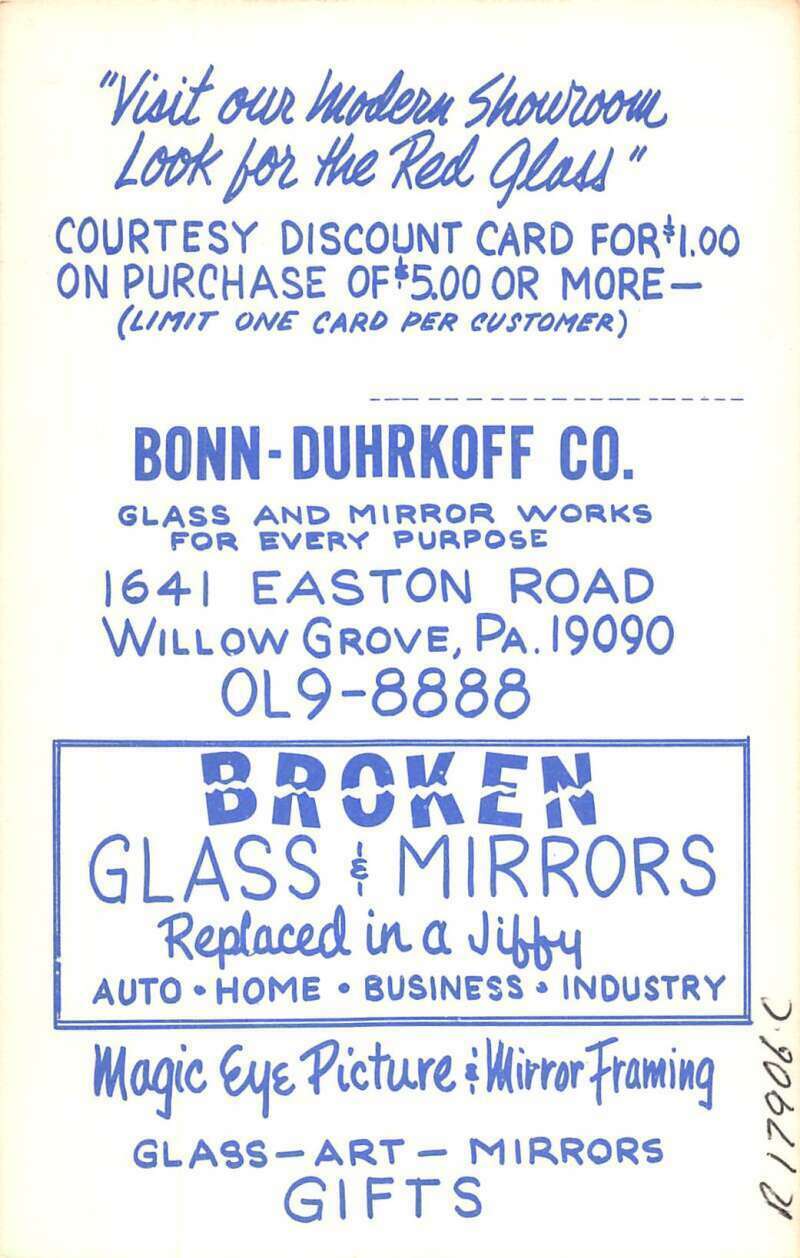 "Visit our Modern Showroom
Look for the Red Glass"
COURTESY DISCOUNT CARD FOR $1.00
ON PURCHASE OF $5.00 OR MORE—
(LIMIT ONE CARD PER CUSTOMER)
BONN-DUHRKOFF CO.
GLASS AND MIRROR WORKS
FOR EVERY PURPOSE
1641 EASTON ROAD
WILLOW GROVE, PA. 19090
OL9-8888
BROKEN
GLASS & MIRRORS
Replaced in a Jiffy
AUTO • HOME • BUSINESS • INDUSTRY
Magic Eye Picture & Mirror Framing
GLASS—ART—MIRRORS
GIFTS
R17906-C